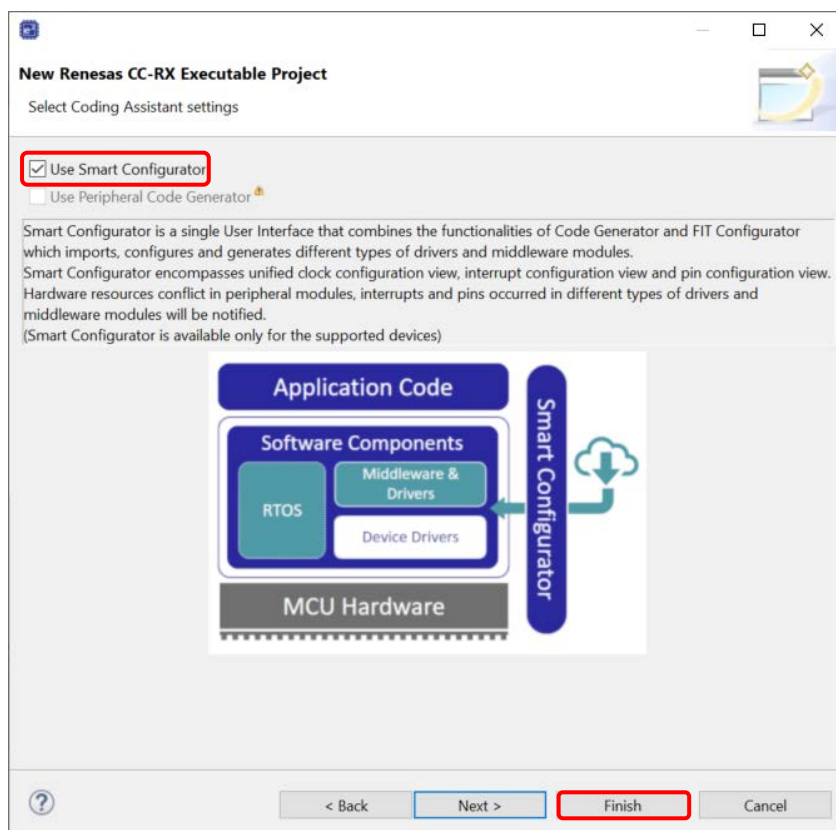 New Renesas CC-RX Executable Project
Select Coding Assistant settings
Use Smart Configurator
Use Peripheral Code Generator
Smart Configurator is a single User Interface that combines the functionalities of Code Generator and FIT Configurator
which imports, configures and generates different types of drivers and middleware modules.
Smart Configurator encompasses unified clock configuration view, interrupt configuration view and pin configuration view.
Hardware resources conflict in peripheral modules, interrupts and pins occurred in different types of drivers and
middleware modules will be notified.
(Smart Configurator is available only for the supported devices)
Application Code
Software Components
RTOS
Middleware &
Drivers
Device Drivers
MCU Hardware
Smart Configurator
?
< Back
Next >
Finish
Cancel